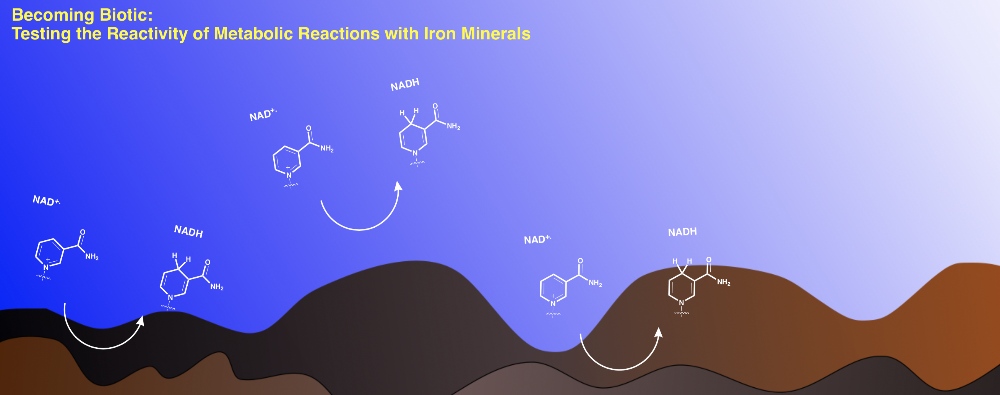 Becoming Biotic:
Testing the Reactivity of Metabolic Reactions with Iron Minerals
NADH
NAD⁺·
H H O
NH₂
N
O
NH₂
+
N
NAD⁺·
NADH
O
NH₂
+
N
H H O
NH₂
N
NAD⁺·
NADH
O
NH₂
+
N
H H O
NH₂
N